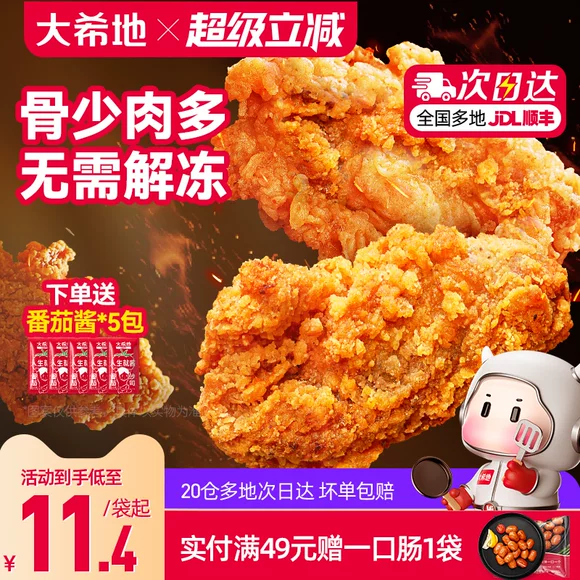 大希地×超级立减
次日达
全国多地 JDL顺丰
骨少肉多
无需解冻
下单送
番茄酱*5包
活动到手低至
¥11.4/袋起
20仓多地次日达 坏单包赔
实付满49元赠一口肠1袋
大希地